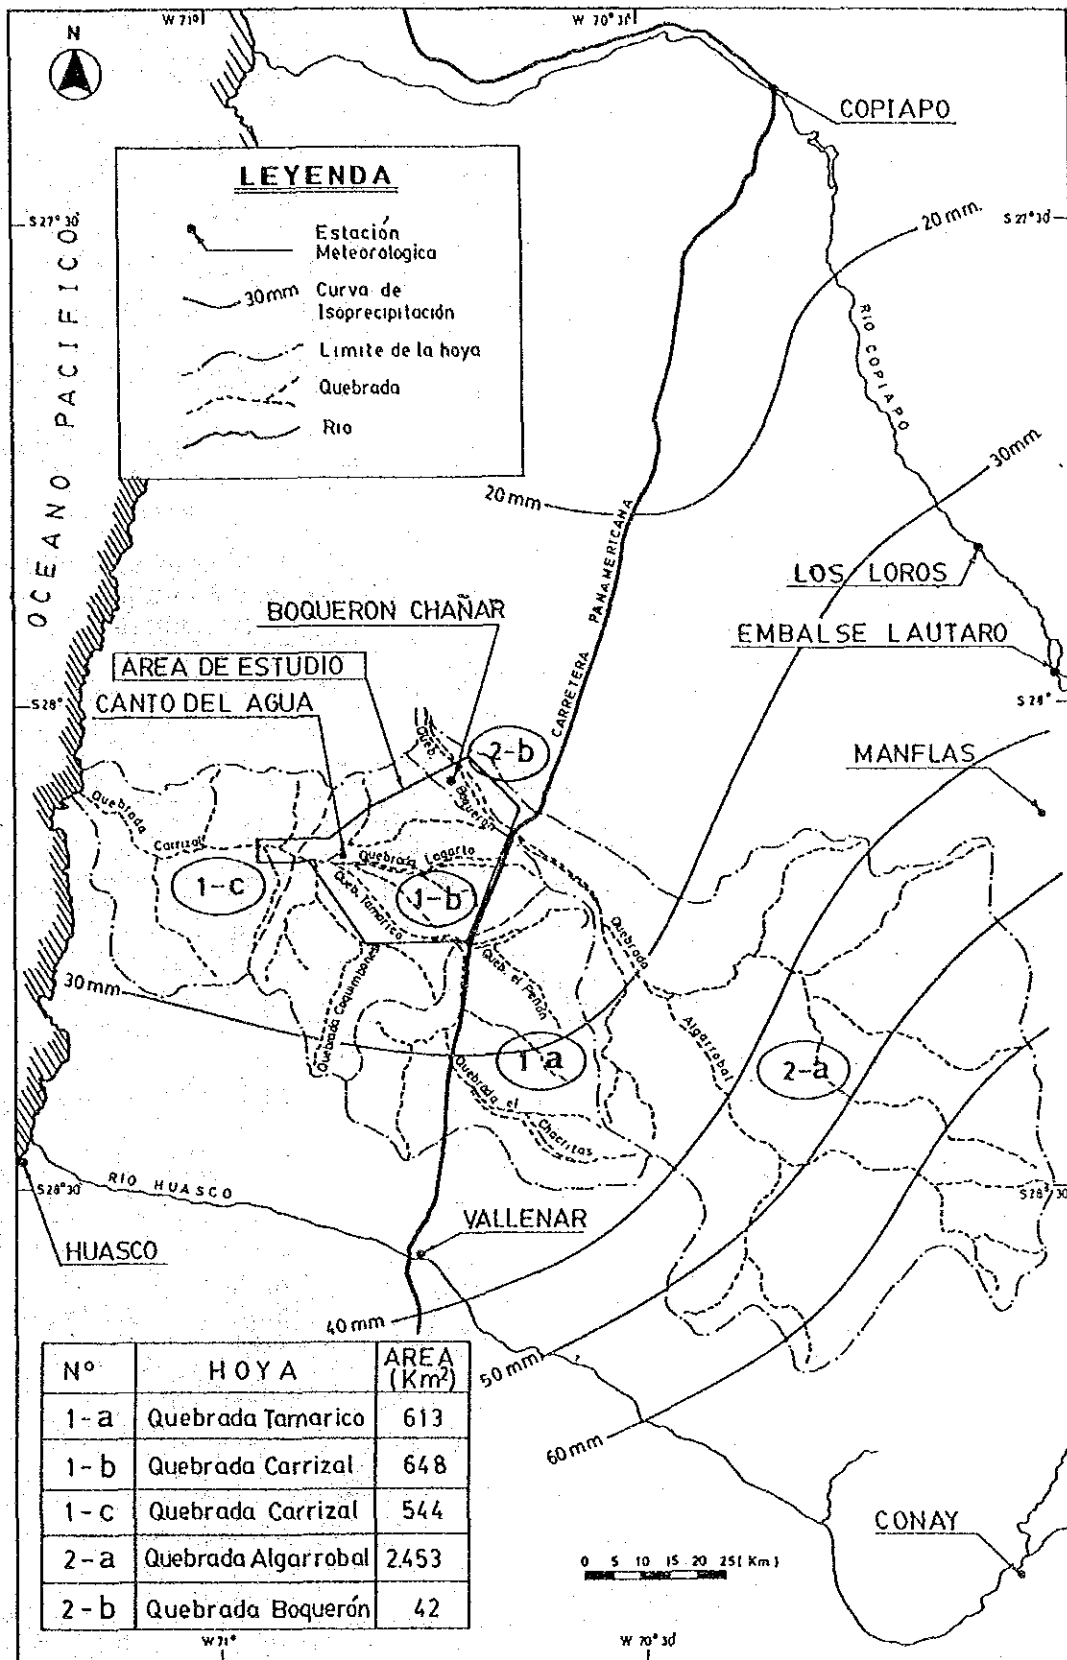 W 71°
W 70° 30'
N
COPIAPO
LEYENDA
Estación
Meteorologica
30mm
Curva de
Isoprecipitación
Limite de la hoya
Quebrada
Rio
S27° 30'
S 27° 30'
20 mm.
OCEANO PACIFICO
RIO COPIAPO
30mm.
20 mm
CARRETERA PANAMERICANA
LOS LOROS
BOQUERON CHAÑAR
EMBALSE LAUTARO
AREA DE ESTUDIO
S28°
CANTO DEL AGUA
S 28°
2-b
MANFLAS
Queb. Boqueron
Quebrada Carrizal
Quebrada Lagarto
1-c
1-b
Queb. Tamarico
Quebrada Algarrobal
Queb. el Peñón
Quebrada Coquimbones
30mm
1-a
2-a
Quebrada el Chacritas
S28° 30'
S28° 30'
RIO HUASCO
VALLENAR
HUASCO
40 mm
50 mm
60 mm
N° HOYA AREA (Km²)
1-a Quebrada Tamarico 613
1-b Quebrada Carrizal 648
1-c Quebrada Carrizal 544
2-a Quebrada Algarrobal 2.453
2-b Quebrada Boquerón 42
CONAY
0 5 10 15 20 25 (Km)
W 71°
W 70° 30'